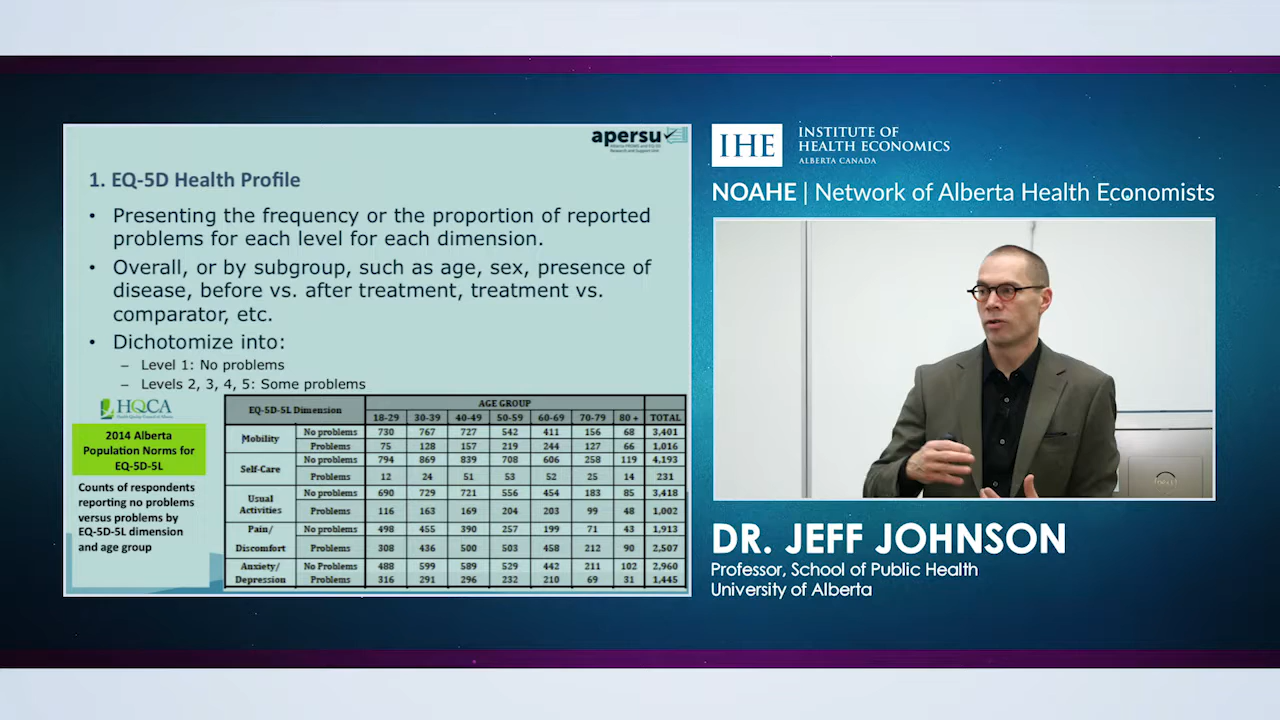 apersu
1. EQ-5D Health Profile
• Presenting the frequency or the proportion of reported
problems for each level for each dimension.
• Overall, or by subgroup, such as age, sex, presence of
disease, before vs. after treatment, treatment vs.
comparator, etc.
• Dichotomize into:
– Level 1: No problems
– Levels 2, 3, 4, 5: Some problems
HQCA
2014 Alberta
Population Norms for
EQ-5D-5L
Counts of respondents
reporting no problems
versus problems by
EQ-5D-5L dimension
and age group
EQ-5D-5L Dimension AGE GROUP
18-29 30-39 40-49 50-59 60-69 70-79 80 + TOTAL
Mobility No problems 730 767 727 542 411 156 68 3,401
Problems 75 128 157 219 244 127 66 1,016
Self-Care No problems 794 869 839 708 606 258 119 4,193
Problems 12 24 51 53 52 25 14 231
Usual Activities No problems 690 729 721 556 454 183 85 3,418
Problems 116 163 169 204 203 99 48 1,002
Pain/ No problems 498 455 390 257 199 71 43 1,913
Discomfort Problems 308 436 500 503 458 212 90 2,507
Anxiety/ No Problems 488 599 589 529 442 211 102 2,960
Depression Problems 316 291 296 232 210 69 31 1,445
IHE
INSTITUTE OF
HEALTH ECONOMICS
ALBERTA CANADA
NOAHE | Network of Alberta Health Economists
DR. JEFF JOHNSON
Professor, School of Public Health
University of Alberta